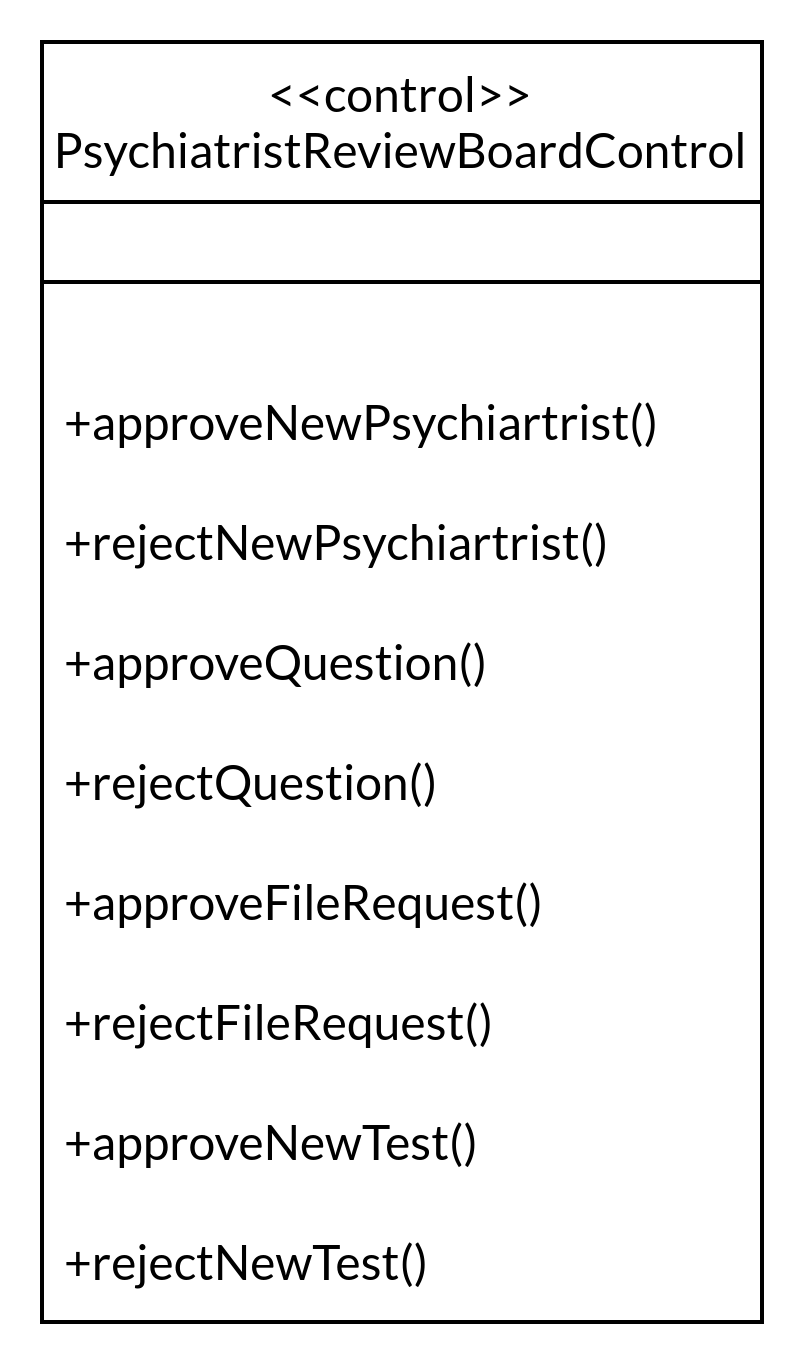 <<control>>
PsychiatristReviewBoardControl
+approveNewPsychiartrist()
+rejectNewPsychiartrist()
+approveQuestion()
+rejectQuestion()
+approveFileRequest()
+rejectFileRequest()
+approveNewTest()
+rejectNewTest()